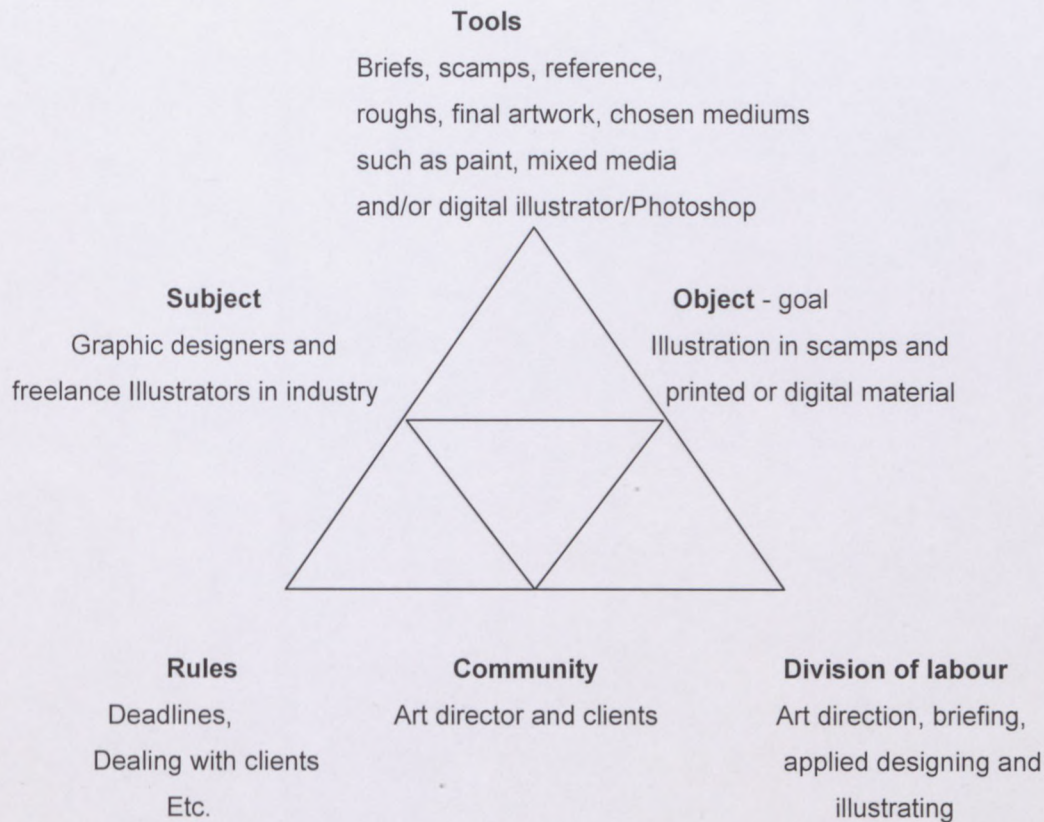 Tools
Briefs, scamps, reference,
roughs, final artwork, chosen mediums
such as paint, mixed media
and/or digital illustrator/Photoshop
Subject
Graphic designers and
freelance Illustrators in industry
Object - goal
Illustration in scamps and
printed or digital material
Rules
Deadlines,
Dealing with clients
Etc.
Community
Art director and clients
Division of labour
Art direction, briefing,
applied designing and
illustrating